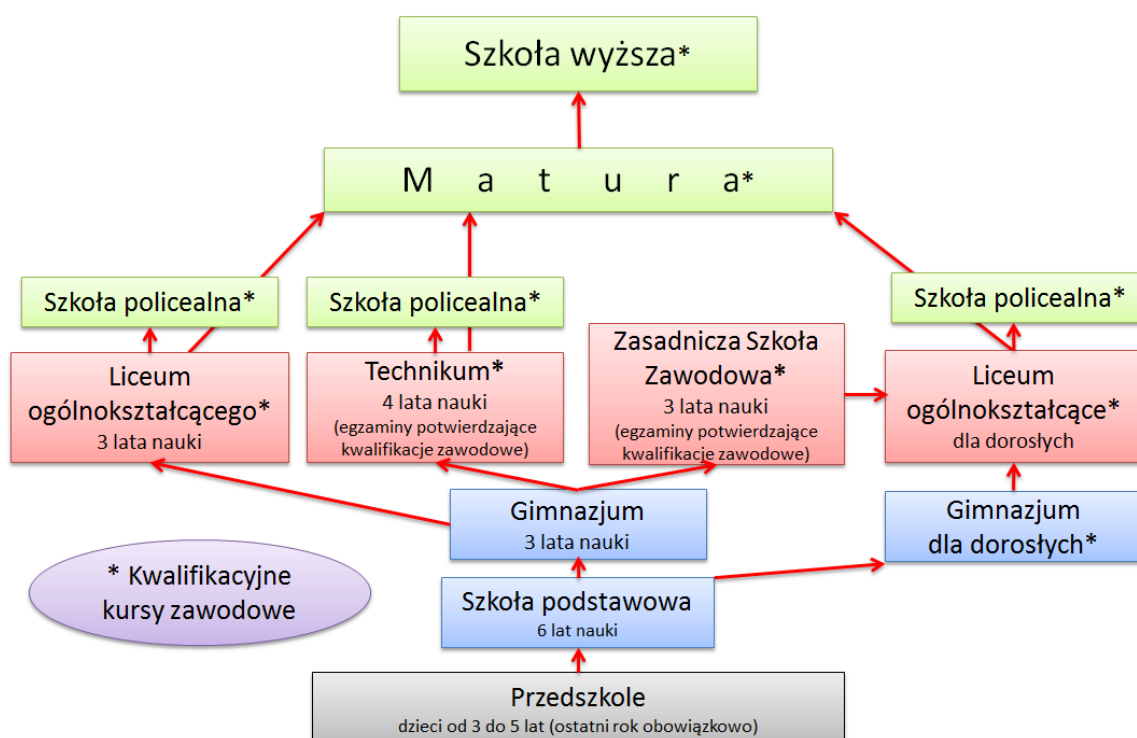 Szkoła wyższa*
M a t u r a*
Szkoła policealna*
Szkoła policealna*
Szkoła policealna*
Liceum
ogólnokształcącego*
3 lata nauki
Technikum*
4 lata nauki
(egzaminy potwierdzające
kwalifikacje zawodowe)
Zasadnicza Szkoła
Zawodowa*
3 lata nauki
(egzaminy potwierdzające
kwalifikacje zawodowe)
Liceum
ogólnokształcące*
dla dorosłych
Gimnazjum
3 lata nauki
Gimnazjum
dla dorosłych*
* Kwalifikacyjne
kursy zawodowe
Szkoła podstawowa
6 lat nauki
Przedszkole
dzieci od 3 do 5 lat (ostatni rok obowiązkowo)